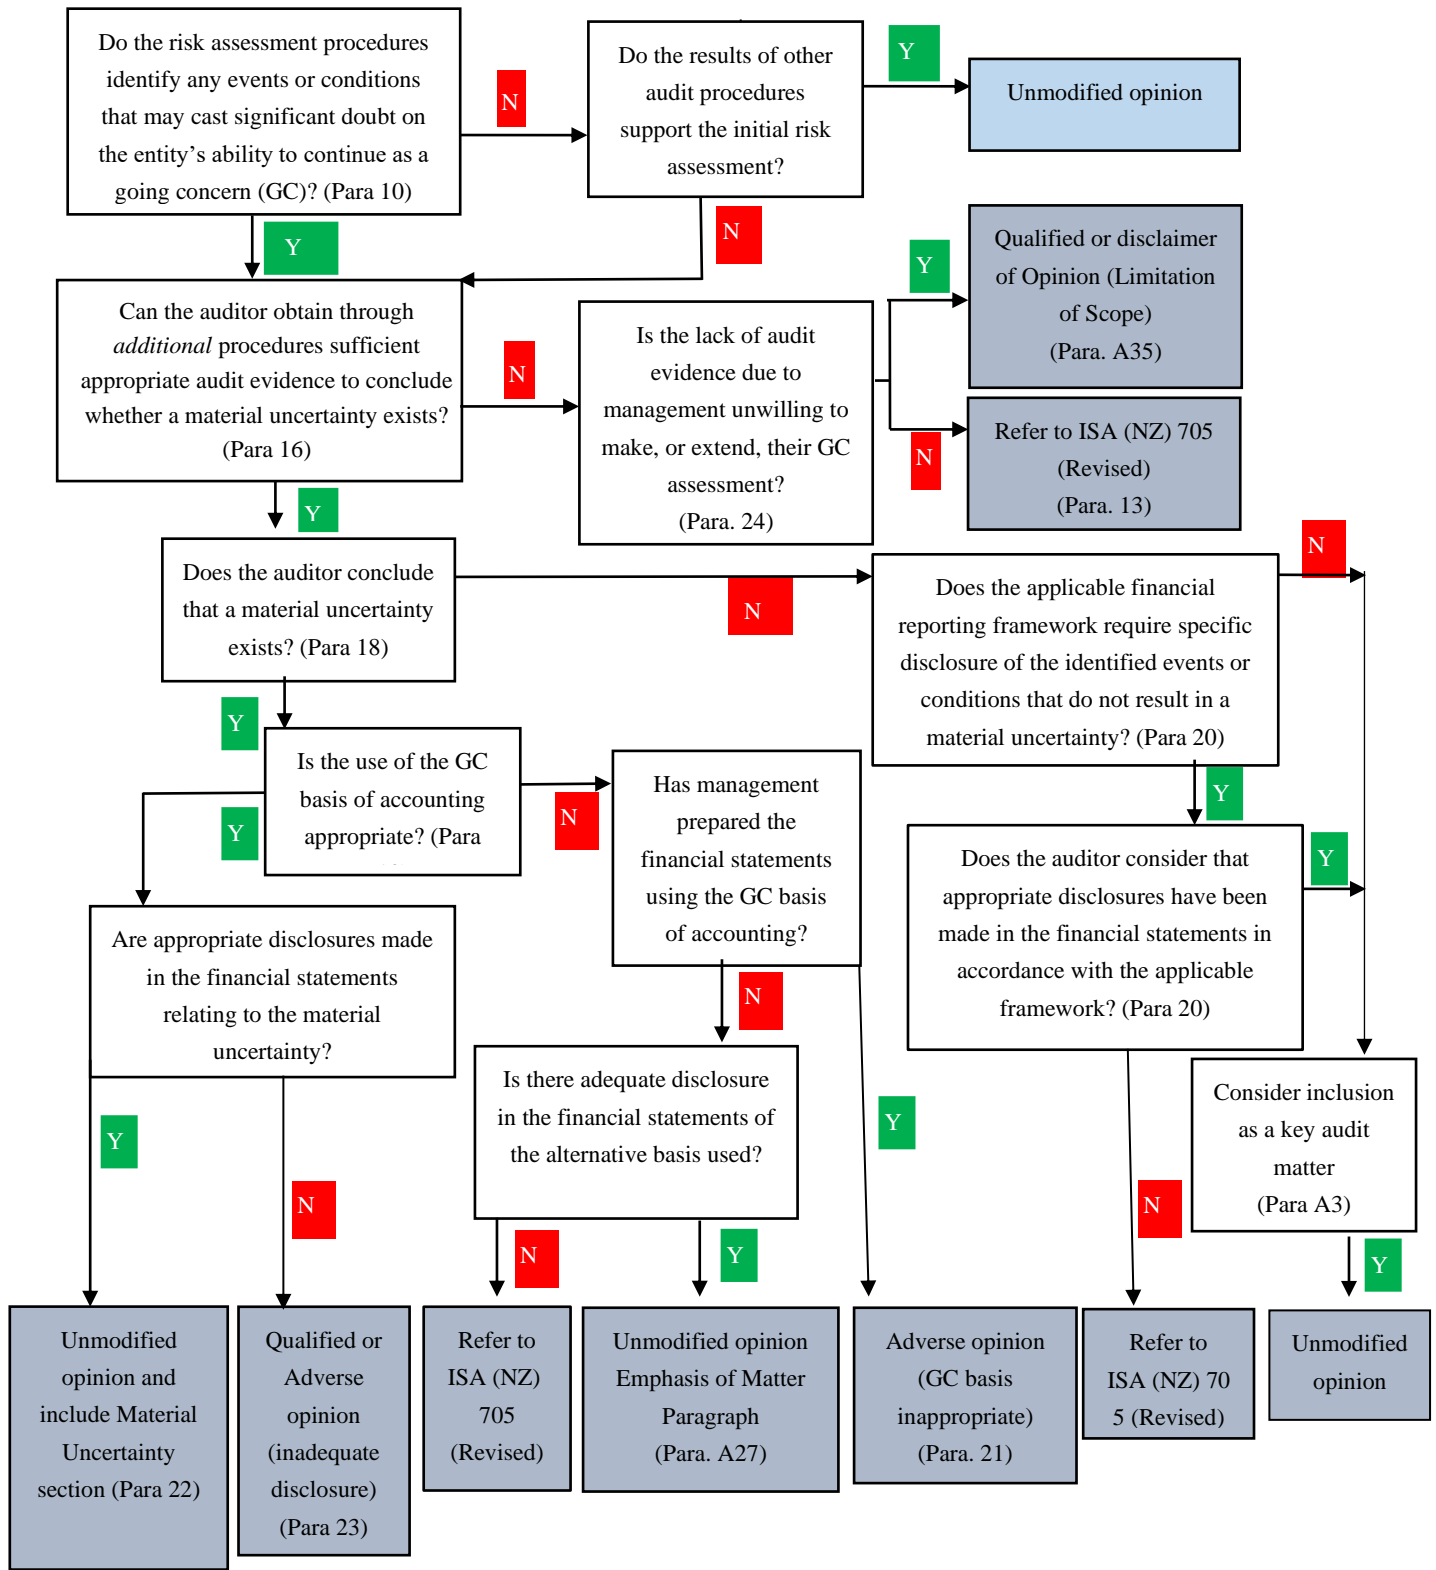 Do the risk assessment procedures
identify any events or conditions
that may cast significant doubt on
the entity’s ability to continue as a
going concern (GC)? (Para 10)
N
Do the results of other
audit procedures
support the initial risk
assessment?
Y
Unmodified opinion
Y
N
Can the auditor obtain through
additional procedures sufficient
appropriate audit evidence to conclude
whether a material uncertainty exists?
(Para 16)
N
Is the lack of audit
evidence due to
management unwilling to
make, or extend, their GC
assessment?
(Para. 24)
Y
Qualified or disclaimer
of Opinion (Limitation
of Scope)
(Para. A35)
N
Refer to ISA (NZ) 705
(Revised)
(Para. 13)
Y
Does the auditor conclude
that a material uncertainty
exists? (Para 18)
N
Does the applicable financial
reporting framework require specific
disclosure of the identified events or
conditions that do not result in a
material uncertainty? (Para 20)
N
Y
Is the use of the GC
basis of accounting
appropriate? (Para
Y
N
Has management
prepared the
financial statements
using the GC basis
of accounting?
Y
Does the auditor consider that
appropriate disclosures have been
made in the financial statements in
accordance with the applicable
framework? (Para 20)
Y
Are appropriate disclosures made
in the financial statements
relating to the material
uncertainty?
N
Is there adequate disclosure
in the financial statements of
the alternative basis used?
Y
Consider inclusion
as a key audit
matter
(Para A3)
Y
N
N
Y
N
Y
Unmodified
opinion and
include Material
Uncertainty
section (Para 22)
Qualified or
Adverse
opinion
(inadequate
disclosure)
(Para 23)
Refer to
ISA (NZ)
705
(Revised)
Unmodified opinion
Emphasis of Matter
Paragraph
(Para. A27)
Adverse opinion
(GC basis
inappropriate)
(Para. 21)
Refer to
ISA (NZ) 70
5 (Revised)
Unmodified
opinion